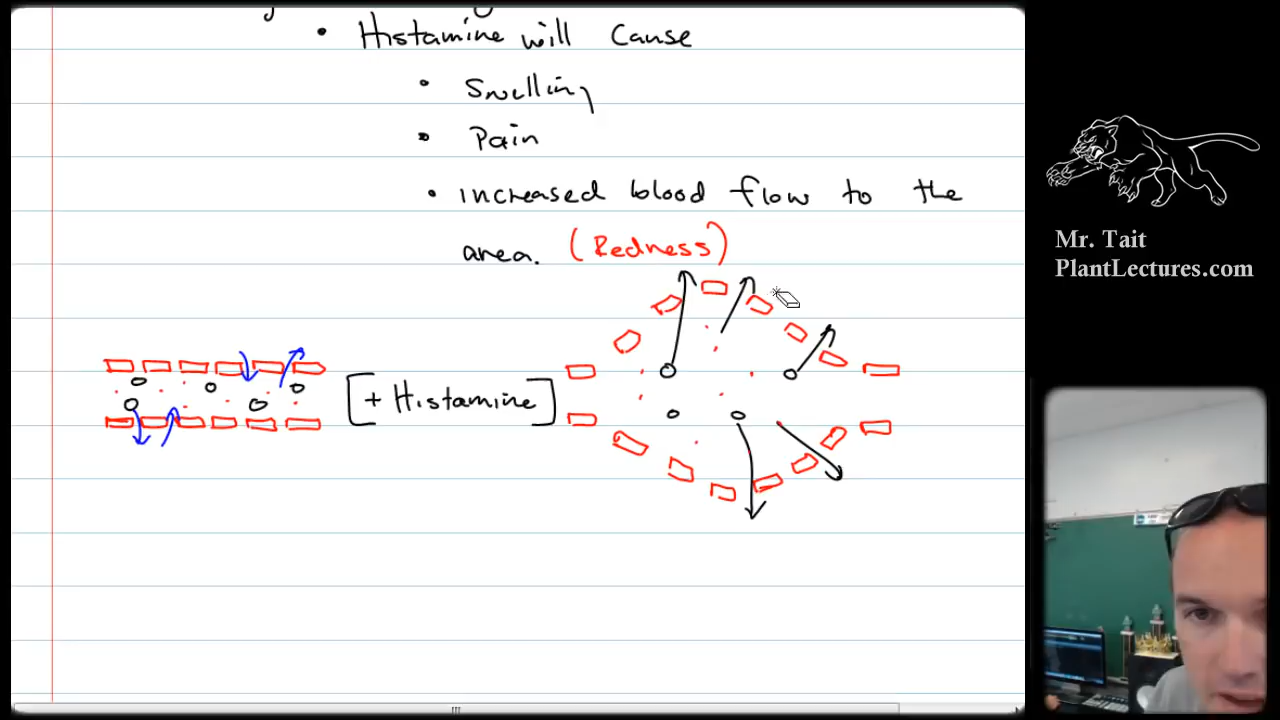 • Histamine will cause
• Swelling
• Pain
• increased blood flow to the
area. (Redness)
[+ Histamine]
Mr. Tait
PlantLectures.com